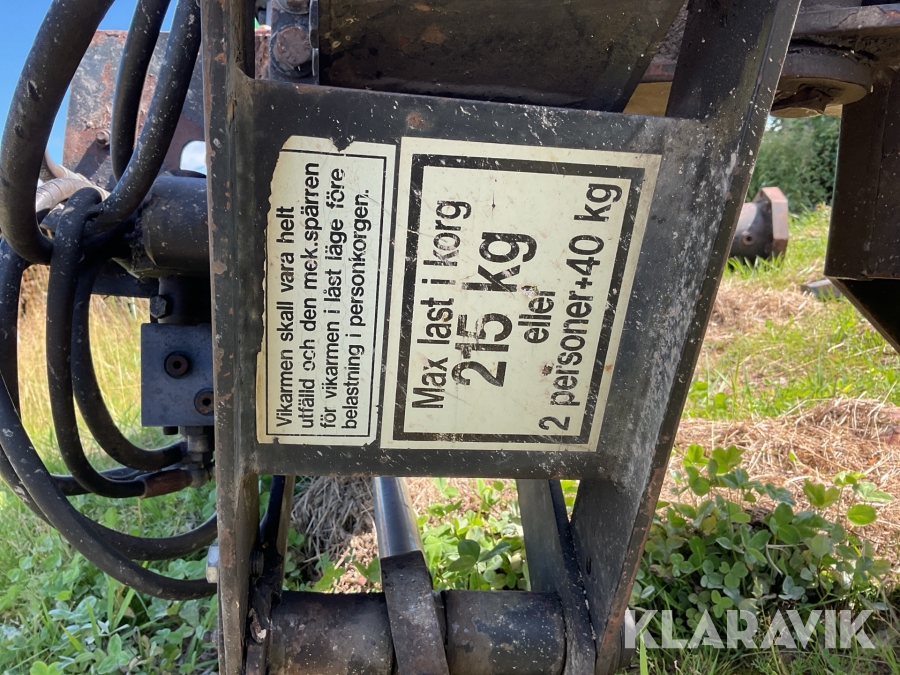 Vikarmen skall vara helt
utfälld och den mek.spärren
för vikarmen i låst läge före
belastning i personkorgen.
Max last i korg
215 kg
eller
2 personer+40 kg
KLARAVIK